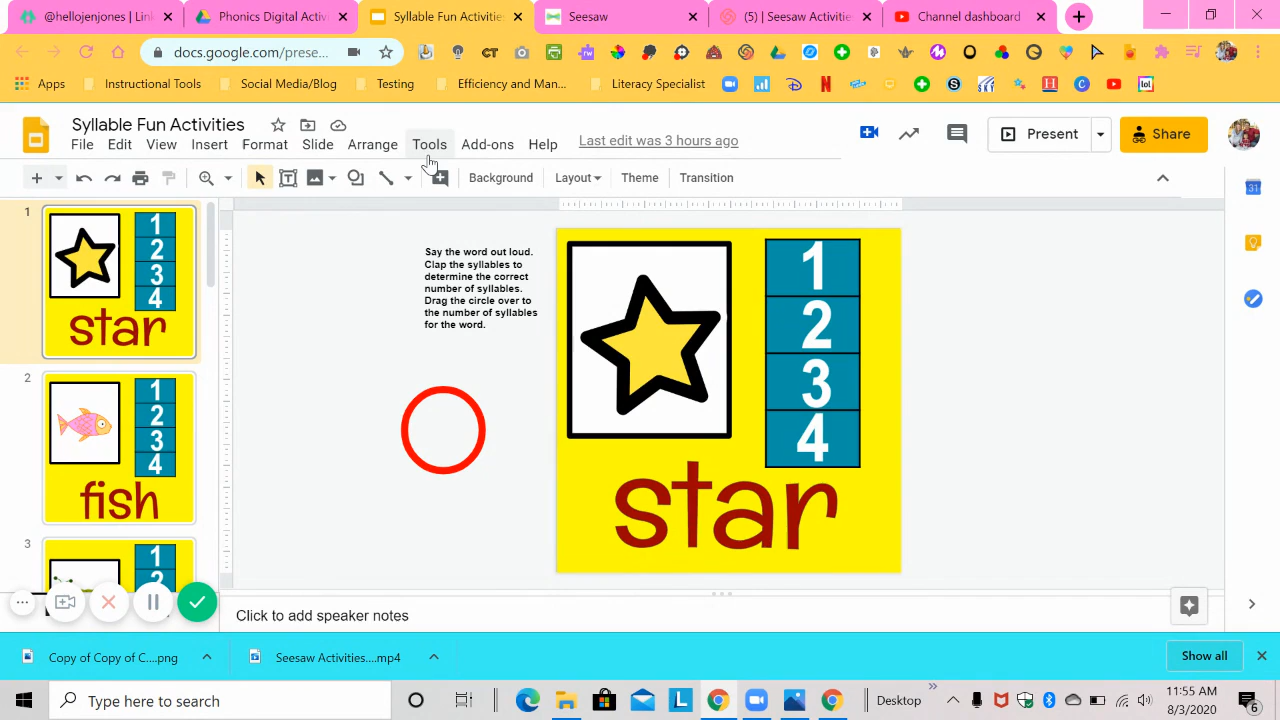 @hellojenjones | Link
Phonics Digital Activi
Syllable Fun Activities
Seesaw
(5) | Seesaw Activities
Channel dashboard
docs.google.com/prese...
Apps
Instructional Tools
Social Media/Blog
Testing
Efficiency and Man...
Literacy Specialist
Syllable Fun Activities
File Edit View Insert Format Slide Arrange Tools Add-ons Help Last edit was 3 hours ago
Present
Share
Background Layout Theme Transition
31
1
1
2
3
4
star
2
1
2
3
4
fish
3
1
2
Say the word out loud.
Clap the syllables to
determine the correct
number of syllables.
Drag the circle over to
the number of syllables
for the word.
1
2
3
4
star
Click to add speaker notes
Copy of Copy of C....png
Seesaw Activities....mp4
Show all
Type here to search
Desktop
11:55 AM
8/3/2020
6